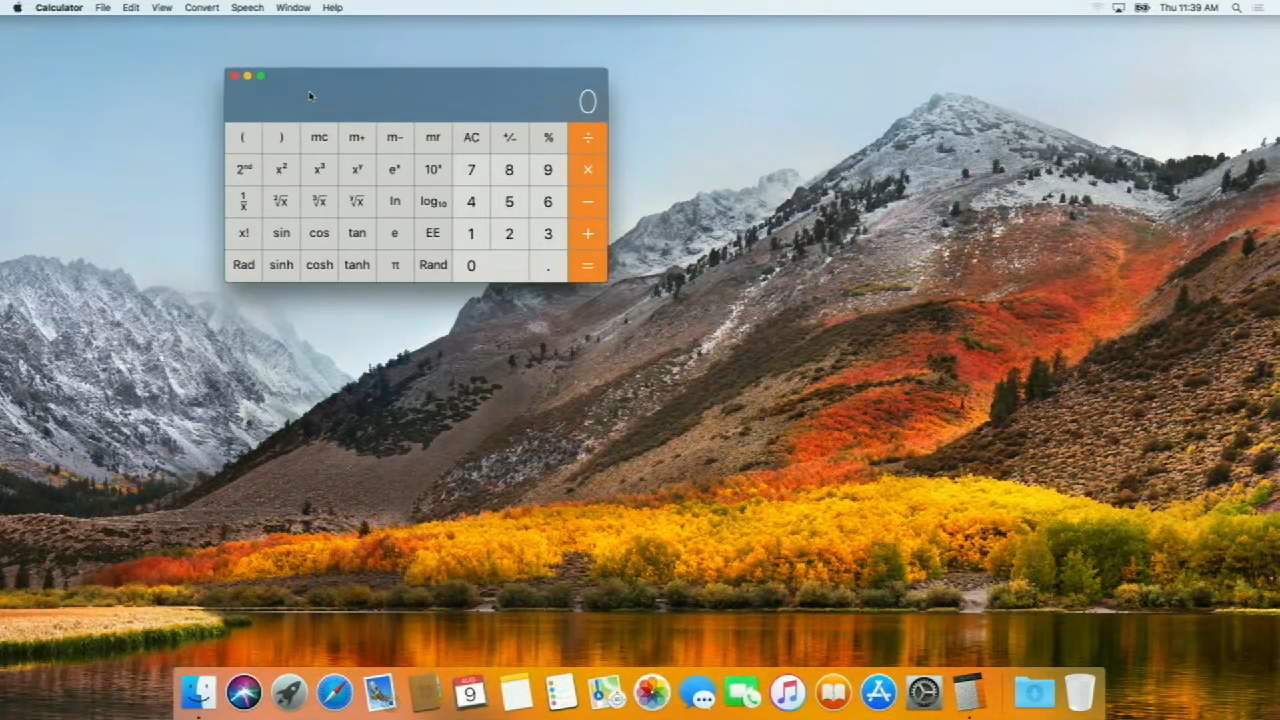 Calculator File Edit View Convert Speech Window Help Thu 11:39 AM
0
( ) mc m+ m- mr AC +/- % ÷
2ⁿᵈ x² x³ xʸ eˣ 10ˣ 7 8 9 ×
1/x ²√x ³√x ʸ√x ln log₁₀ 4 5 6 −
x! sin cos tan e EE 1 2 3 +
Rad sinh cosh tanh π Rand 0 . =
AUG
9